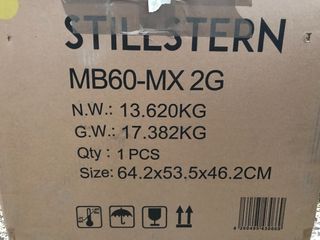 STILLSTERN
MB60-MX 2G
N.W.: 13.620KG
G.W.: 17.382KG
Qty : 1 PCS
Size: 64.2x53.5x46.2CM